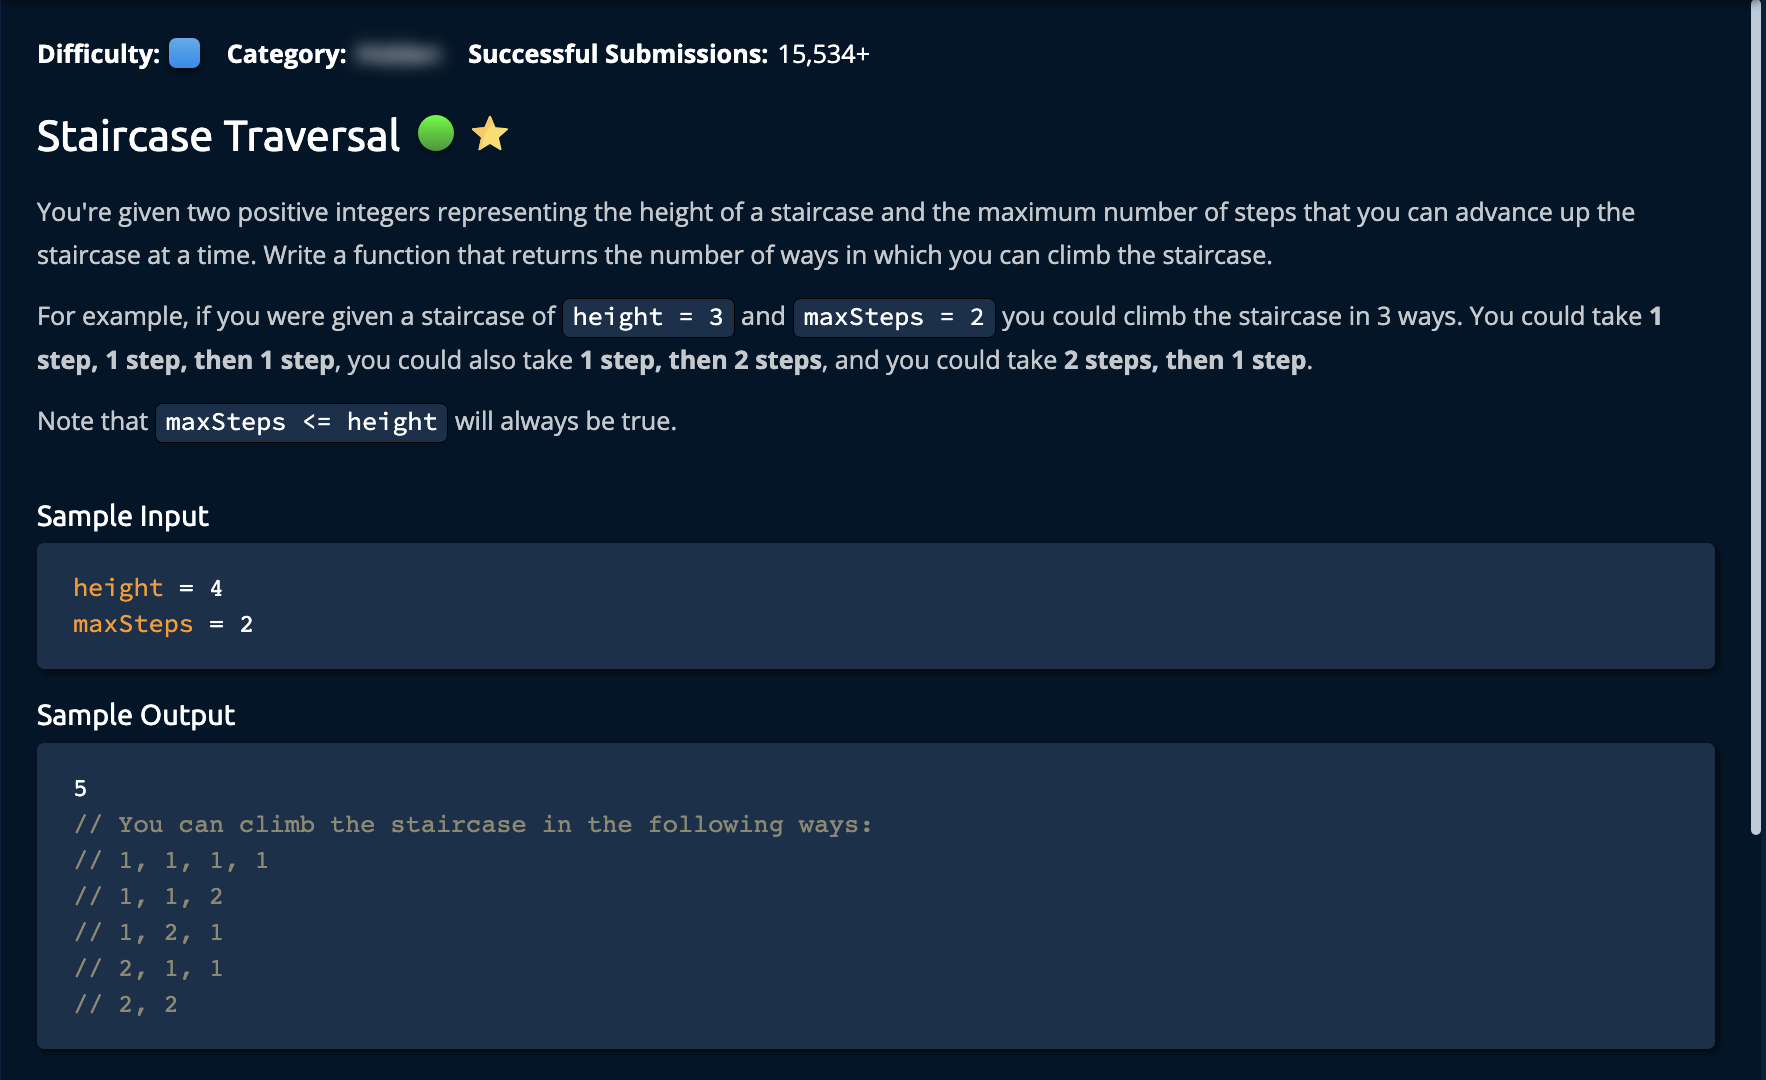 Difficulty: Category: Successful Submissions: 15,534+
Staircase Traversal
You're given two positive integers representing the height of a staircase and the maximum number of steps that you can advance up the
staircase at a time. Write a function that returns the number of ways in which you can climb the staircase.
For example, if you were given a staircase of height = 3 and maxSteps = 2 you could climb the staircase in 3 ways. You could take 1
step, 1 step, then 1 step, you could also take 1 step, then 2 steps, and you could take 2 steps, then 1 step.
Note that maxSteps <= height will always be true.
Sample Input
height = 4
maxSteps = 2
Sample Output
5
// You can climb the staircase in the following ways:
// 1, 1, 1, 1
// 1, 1, 2
// 1, 2, 1
// 2, 1, 1
// 2, 2